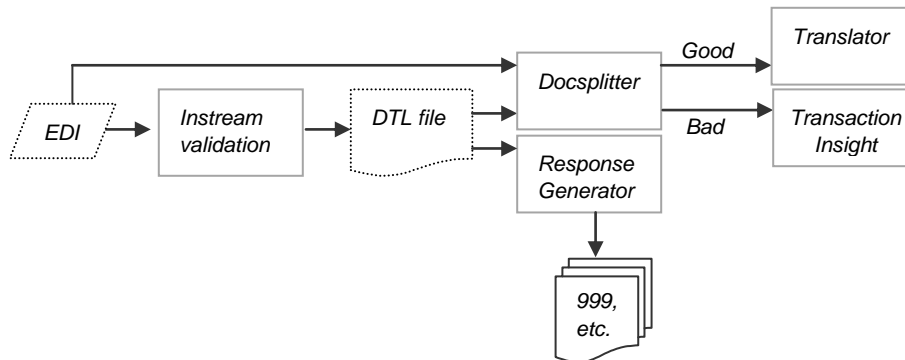 Good
Translator
Docsplitter
EDI
Instream
validation
DTL file
Bad
Transaction
Insight
Response
Generator
999,
etc.